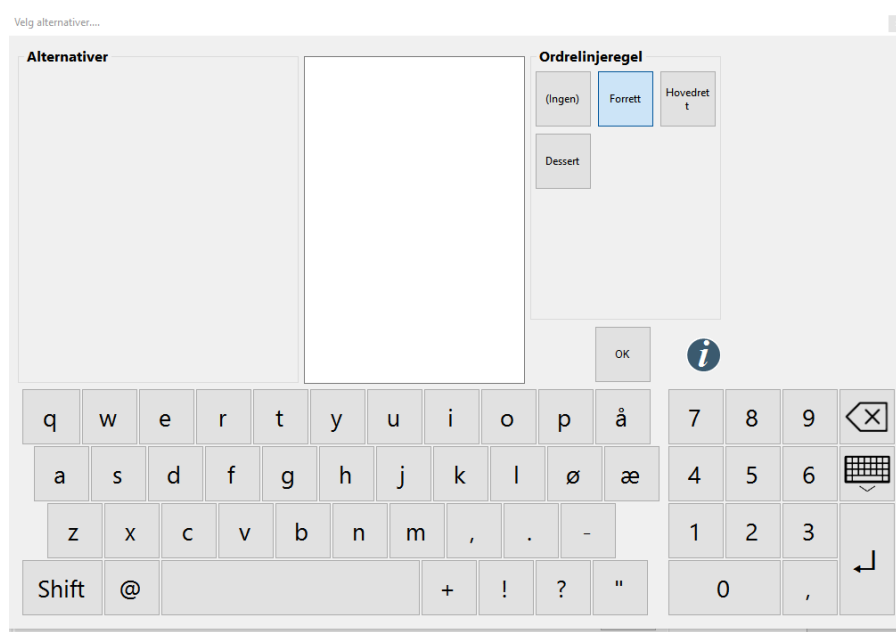 Velg alternativer....
Alternativer
Ordrelinjeregel
(Ingen)
Forrett
Hovedret
t
Dessert
OK
i
q w e r t y u i o p å 7 8 9
a s d f g h j k l ø æ 4 5 6
z x c v b n m , . - 1 2 3
Shift @ + ! ? " 0 ,